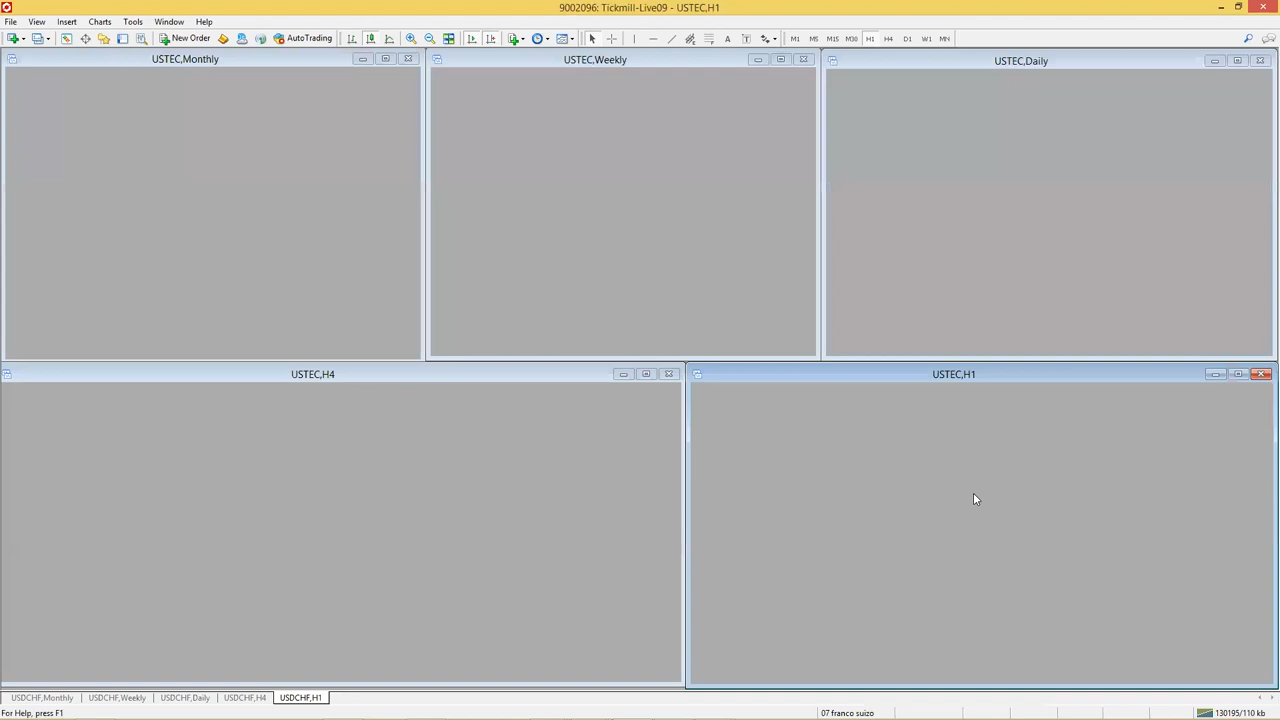 9002096: Tickmill-Live09 - USTEC,H1
File View Insert Charts Tools Window Help
New Order AutoTrading A T M1 M5 M15 M30 H1 H4 D1 W1 MN
USTEC,Monthly
USTEC,Weekly
USTEC,Daily
USTEC,H4
USTEC,H1
USDCHF,Monthly USDCHF,Weekly USDCHF,Daily USDCHF,H4 USDCHF,H1
For Help, press F1 07 franco suizo 130195/110 kb